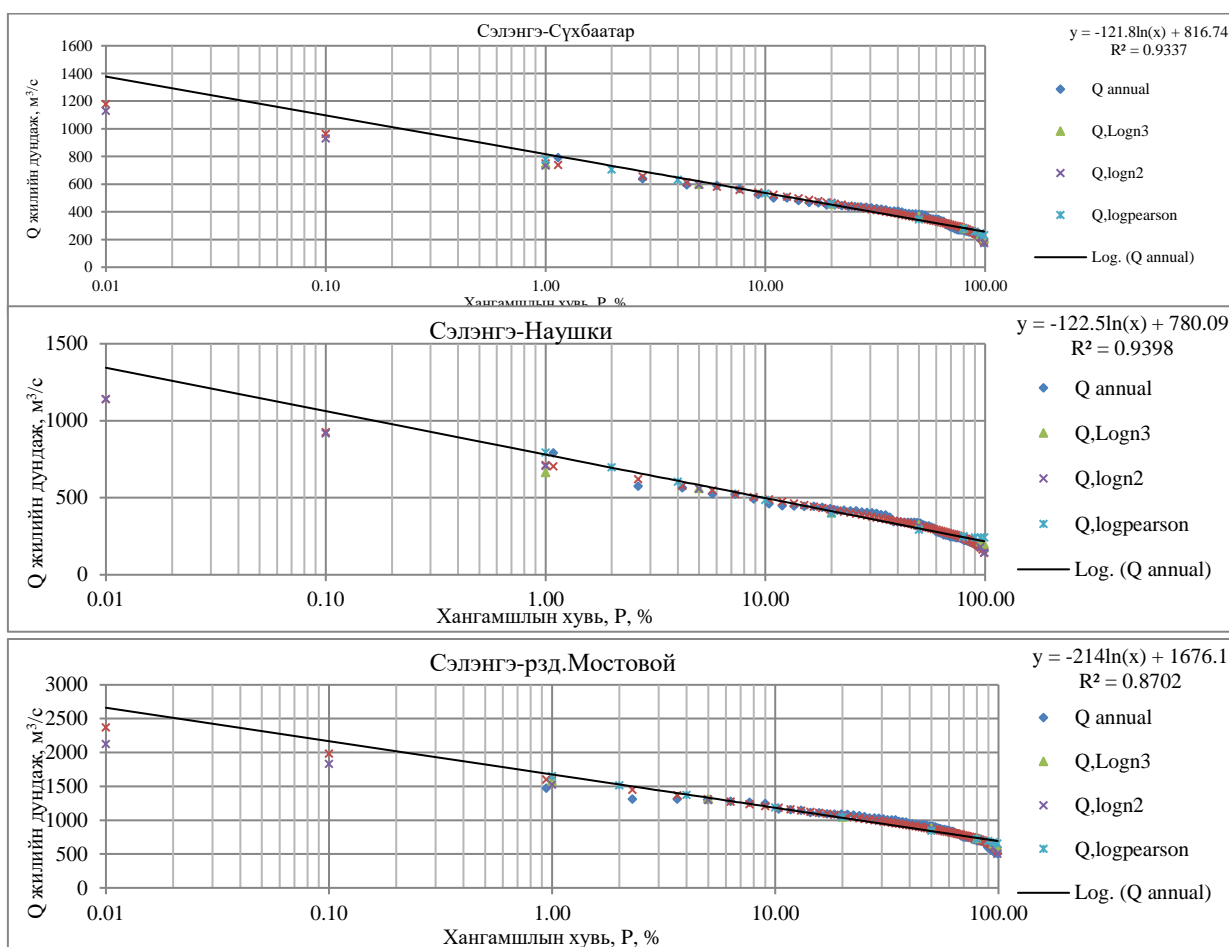 Сэлэнгэ-Сүхбаатар
y = -121.8ln(x) + 816.74
R² = 0.9337
Q жилийн дундаж, м³/с
1600
1400
1200
1000
800
600
400
200
0
0.01 0.10 1.00 10.00 100.00
Хангамшлын хувь, P, %
Q annual
Q,Logn3
Q,logn2
Q,logpearson
Log. (Q annual)
Сэлэнгэ-Наушки
y = -122.5ln(x) + 780.09
R² = 0.9398
Q жилийн дундаж, м³/с
1500
1000
500
0
0.01 0.10 1.00 10.00 100.00
Хангамшлын хувь, P, %
Q annual
Q,Logn3
Q,logn2
Q,logpearson
Log. (Q annual)
Сэлэнгэ-рзд.Мостовой
y = -214ln(x) + 1676.1
R² = 0.8702
Q жилийн дундаж, м³/с
3000
2500
2000
1500
1000
500
0
0.01 0.10 1.00 10.00 100.00
Хангамшлын хувь, P, %
Q annual
Q,Logn3
Q,logn2
Q,logpearson
Log. (Q annual)